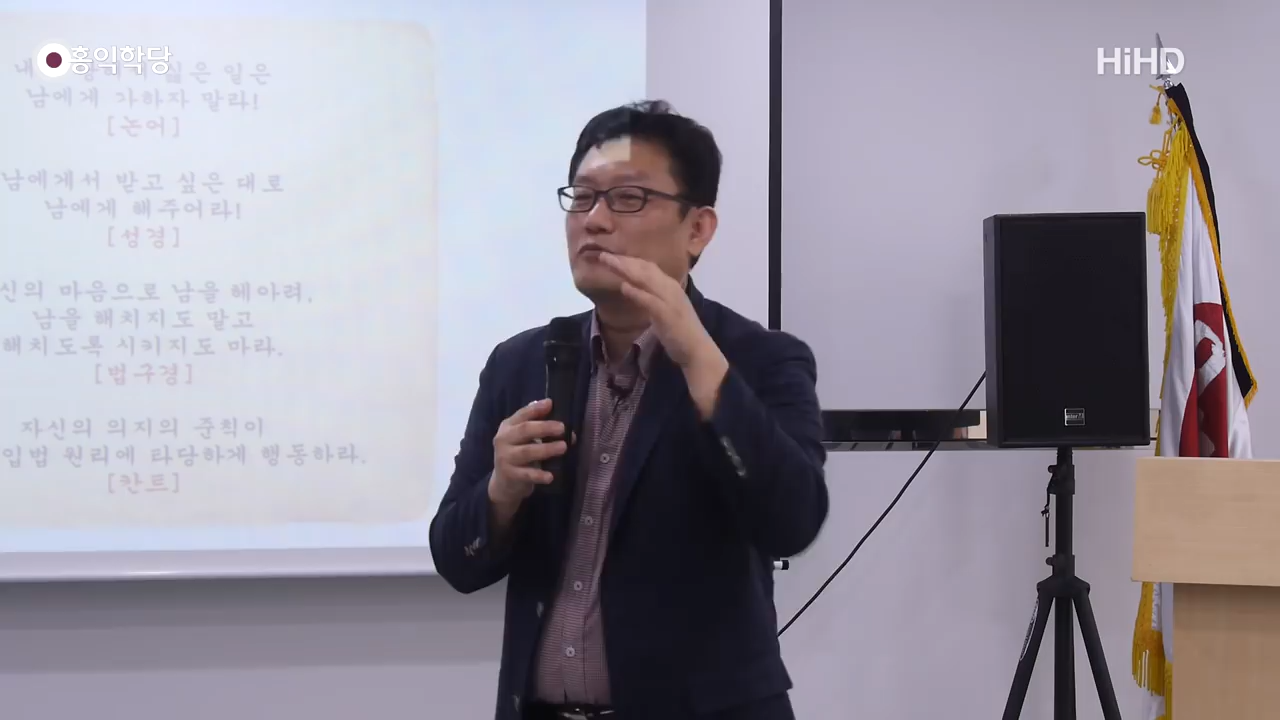 홍익학당
HiHD
싫은 일은
남에게 가하지 말라!
[논어]
남에게서 받고 싶은 대로
남에게 해주어라!
[성경]
마음으로 남을 헤아려,
남을 해치지도 말고
해치도록 시키지도 마라.
[법구경]
자신의 의지의 준칙이
입법 원리에 타당하게 행동하라.
[칸트]